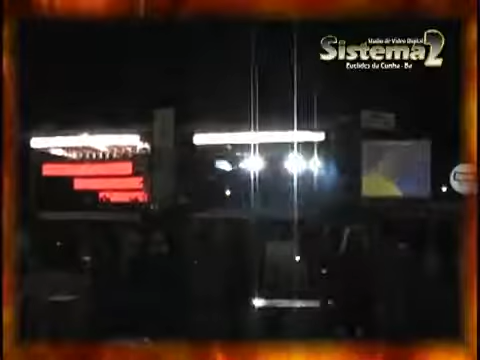 Studio de Vídeo Digital
Sistema 2
Euclides da Cunha - Ba